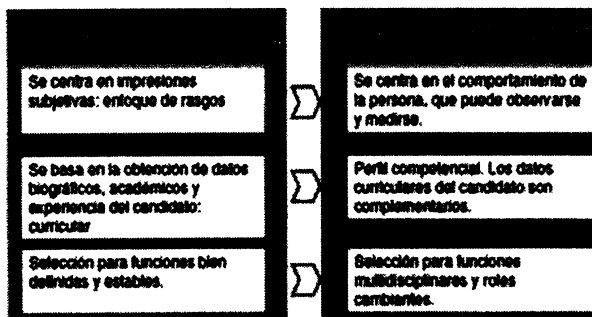 Se centra en impresiones
subjetivas: enfoque de rasgos
Se centra en el comportamiento de
la persona, que puede observarse
y medirse.
Se basa en la obtención de datos
biográficos, académicos y
experiencia del candidato:
curricular
Perfil competencial. Los datos
curriculares del candidato son
complementarios.
Selección para funciones bien
definidas y estables.
Selección para funciones
multidisciplinares y roles
cambiantes.